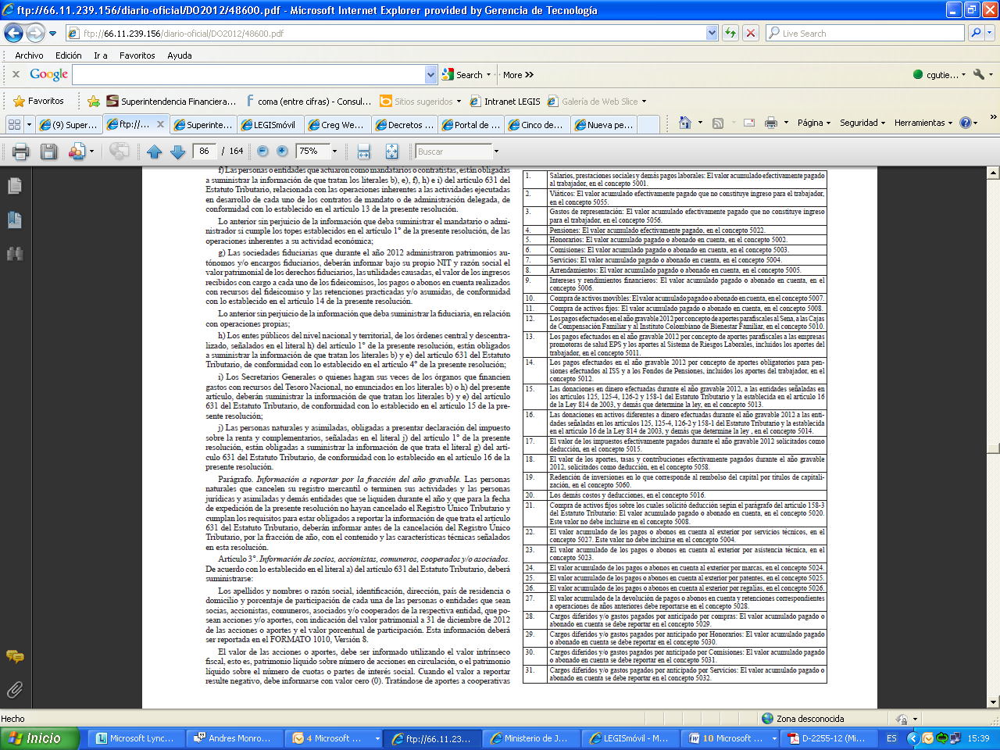 ftp://66.11.239.156/diario-oficial/DO2012/48600.pdf - Microsoft Internet Explorer provided by Gerencia de Tecnología
ftp://66.11.239.156/diario-oficial/DO2012/48600.pdf
Live Search
Archivo Edición Ir a Favoritos Ayuda
Google Search More » cgutie...
Favoritos Superintendencia Financiera... coma (entre cifras) - Consul... Sitios sugeridos Intranet LEGIS Galería de Web Slice
(9) Super... ftp://... Superinte... LEGISmóvil Creg We... Decretos ... Portal de ... Cinco de... Nueva pe... Página Seguridad Herramientas
86 / 164 75% Buscar
f) Las personas o entidades que actuaron como mandatarios o contratistas, están obligadas
a suministrar la información de que tratan los literales b), e), f), h) e i) del artículo 631 del
Estatuto Tributario, relacionada con las operaciones inherentes a las actividades ejecutadas
en desarrollo de cada uno de los contratos de mandato o de administración delegada, de
conformidad con lo establecido en el artículo 13 de la presente resolución.
Lo anterior sin perjuicio de la información que deba suministrar el mandatario o admi-
nistrador si cumple los topes establecidos en el artículo 1° de la presente resolución, de las
operaciones inherentes a su actividad económica;
g) Las sociedades fiduciarias que durante el año 2012 administraron patrimonios au-
tónomos y/o encargos fiduciarios, deberán informar bajo su propio NIT y razón social el
valor patrimonial de los derechos fiduciarios, las utilidades causadas, el valor de los ingresos
recibidos con cargo a cada uno de los fideicomisos, los pagos o abonos en cuenta realizados
con recursos del fideicomiso y las retenciones practicadas y/o asumidas, de conformidad
con lo establecido en el artículo 14 de la presente resolución.
Lo anterior sin perjuicio de la información que deba suministrar la fiduciaria, en relación
con operaciones propias;
h) Los entes públicos del nivel nacional y territorial, de los órdenes central y descentra-
lizado, señalados en el literal h) del artículo 1° de la presente resolución, están obligados
a suministrar la información de que tratan los literales b) y e) del artículo 631 del Estatuto
Tributario, de conformidad con lo establecido en el artículo 4° de la presente resolución;
i) Los Secretarios Generales o quienes hagan sus veces de los órganos que financien
gastos con recursos del Tesoro Nacional, no enunciados en los literales b) o h) del presente
artículo, deberán suministrar la información de que tratan los literales b) y e) del artículo
631 del Estatuto Tributario, de conformidad con lo establecido en el artículo 15 de la pre-
sente resolución;
j) Las personas naturales y asimiladas, obligadas a presentar declaración del impuesto
sobre la renta y complementarios, señaladas en el literal j) del artículo 1° de la presente
resolución, están obligadas a suministrar la información de que trata el literal g) del artí-
culo 631 del Estatuto Tributario, de conformidad con lo establecido en el artículo 16 de la
presente resolución.
Parágrafo. Información a reportar por la fracción del año gravable. Las personas
naturales que cancelen su registro mercantil o terminen sus actividades y las personas
jurídicas y asimiladas y demás entidades que se liquiden durante el año y que para la fecha
de expedición de la presente resolución no hayan cancelado el Registro Único Tributario y
cumplan los requisitos para estar obligados a reportar la información de que trata el artículo
631 del Estatuto Tributario, deberán informar antes de la cancelación del Registro Único
Tributario, por la fracción de año, con el contenido y las características técnicas señalados
en esta resolución.
Artículo 3°. Información de socios, accionistas, comuneros, cooperados y/o asociados.
De acuerdo con lo establecido en el literal a) del artículo 631 del Estatuto Tributario, deberá
suministrarse:
Los apellidos y nombres o razón social, identificación, dirección, país de residencia o
domicilio y porcentaje de participación de cada una de las personas o entidades que sean
socias, accionistas, comuneros, asociados y/o cooperados de la respectiva entidad, que po-
sean acciones y/o aportes, con indicación del valor patrimonial a 31 de diciembre de 2012
de las acciones o aportes y el valor porcentual de participación. Esta información deberá
ser reportada en el FORMATO 1010, Versión 8.
El valor de las acciones o aportes, debe ser informado utilizando el valor intrínseco
fiscal, esto es, patrimonio líquido sobre número de acciones en circulación, o el patrimonio
líquido sobre el número de cuotas o partes de interés social. Cuando el valor a reportar
resulte negativo, debe informarse con valor cero (0). Tratándose de aportes a cooperativas
1. Salarios, prestaciones sociales y demás pagos laborales: El valor acumulado efectivamente pagado
al trabajador, en el concepto 5001.
2. Viáticos: El valor acumulado efectivamente pagado que no constituye ingreso para el trabajador,
en el concepto 5055.
3. Gastos de representación: El valor acumulado efectivamente pagado que no constituye ingreso
para el trabajador, en el concepto 5056.
4. Pensiones: El valor acumulado efectivamente pagado, en el concepto 5022.
5. Honorarios: El valor acumulado pagado o abonado en cuenta, en el concepto 5002.
6. Comisiones: El valor acumulado pagado o abonado en cuenta, en el concepto 5003.
7. Servicios: El valor acumulado pagado o abonado en cuenta, en el concepto 5004.
8. Arrendamientos: El valor acumulado pagado o abonado en cuenta, en el concepto 5005.
9. Intereses y rendimientos financieros: El valor acumulado pagado o abonado en cuenta, en el
concepto 5006.
10. Compra de activos movibles: El valor acumulado pagado o abonado en cuenta, en el concepto 5007.
11. Compra de activos fijos: El valor acumulado pagado o abonado en cuenta, en el concepto 5008.
12. Los pagos efectuados en el año gravable 2012 por concepto de aportes parafiscales al Sena, a las Cajas
de Compensación Familiar y al Instituto Colombiano de Bienestar Familiar, en el concepto 5010.
13. Los pagos efectuados en el año gravable 2012 por concepto de aportes parafiscales a las empresas
promotoras de salud EPS y los aportes al Sistema de Riesgos Laborales, incluidos los aportes del
trabajador, en el concepto 5011.
14. Los pagos efectuados en el año gravable 2012 por concepto de aportes obligatorios para pen-
siones efectuados al ISS y a los Fondos de Pensiones, incluidos los aportes del trabajador, en el
concepto 5012.
15. Las donaciones en dinero efectuadas durante el año gravable 2012, a las entidades señaladas en
los artículos 125, 125-4, 126-2 y 158-1 del Estatuto Tributario y la establecida en el artículo 16
de la Ley 814 de 2003, y demás que determine la ley, en el concepto 5013.
16. Las donaciones en activos diferentes a dinero efectuadas durante el año gravable 2012 a las enti-
dades señaladas en los artículos 125, 125-4, 126-2 y 158-1 del Estatuto Tributario y la establecida
en el artículo 16 de la Ley 814 de 2003, y demás que determine la ley , en el concepto 5014.
17. El valor de los impuestos efectivamente pagados durante el año gravable 2012 solicitados como
deducción, en el concepto 5015.
18. El valor de los aportes, tasas y contribuciones efectivamente pagados durante el año gravable
2012, solicitados como deducción, en el concepto 5058.
19. Redención de inversiones en lo que corresponde al rembolso del capital por títulos de capitali-
zación, en el concepto 5060.
20. Los demás costos y deducciones, en el concepto 5016.
21. Compra de activos fijos sobre los cuales solicitó deducción según el parágrafo del artículo 158-3
del Estatuto Tributario: El valor acumulado pagado o abonado en cuenta, en el concepto 5020.
Este valor no debe incluirse en el concepto 5008.
22. El valor acumulado de los pagos o abonos en cuenta al exterior por servicios técnicos, en el
concepto 5027. Este valor no debe incluirse en el concepto 5004.
23. El valor acumulado de los pagos o abonos en cuenta al exterior por asistencia técnica, en el
concepto 5023.
24. El valor acumulado de los pagos o abonos en cuenta al exterior por marcas, en el concepto 5024.
25. El valor acumulado de los pagos o abonos en cuenta al exterior por patentes, en el concepto 5025.
26. El valor acumulado de los pagos o abonos en cuenta al exterior por regalías, en el concepto 5026.
27. El valor acumulado de la devolución de pagos o abonos en cuenta y retenciones correspondientes
a operaciones de años anteriores debe reportarse en el concepto 5028.
28. Cargos diferidos y/o gastos pagados por anticipado por compras: El valor acumulado pagado o
abonado en cuenta se debe reportar en el concepto 5029.
29. Cargos diferidos y/o gastos pagados por anticipado por Honorarios: El valor acumulado pagado
o abonado en cuenta se debe reportar en el concepto 5030.
30. Cargos diferidos y/o gastos pagados por anticipado por Comisiones: El valor acumulado pagado
o abonado en cuenta se debe reportar en el concepto 5031.
31. Cargos diferidos y/o gastos pagados por anticipado por Servicios: El valor acumulado pagado o
abonado en cuenta se debe reportar en el concepto 5032.
Hecho Zona desconocida
Inicio Microsoft Lync... Andres Monro... 4 Microsoft ... ftp://66.11.23... Ministerio de J... LEGISmóvil - M... 10 Microsoft ... D-2255-12 (Mi... ES 15:39